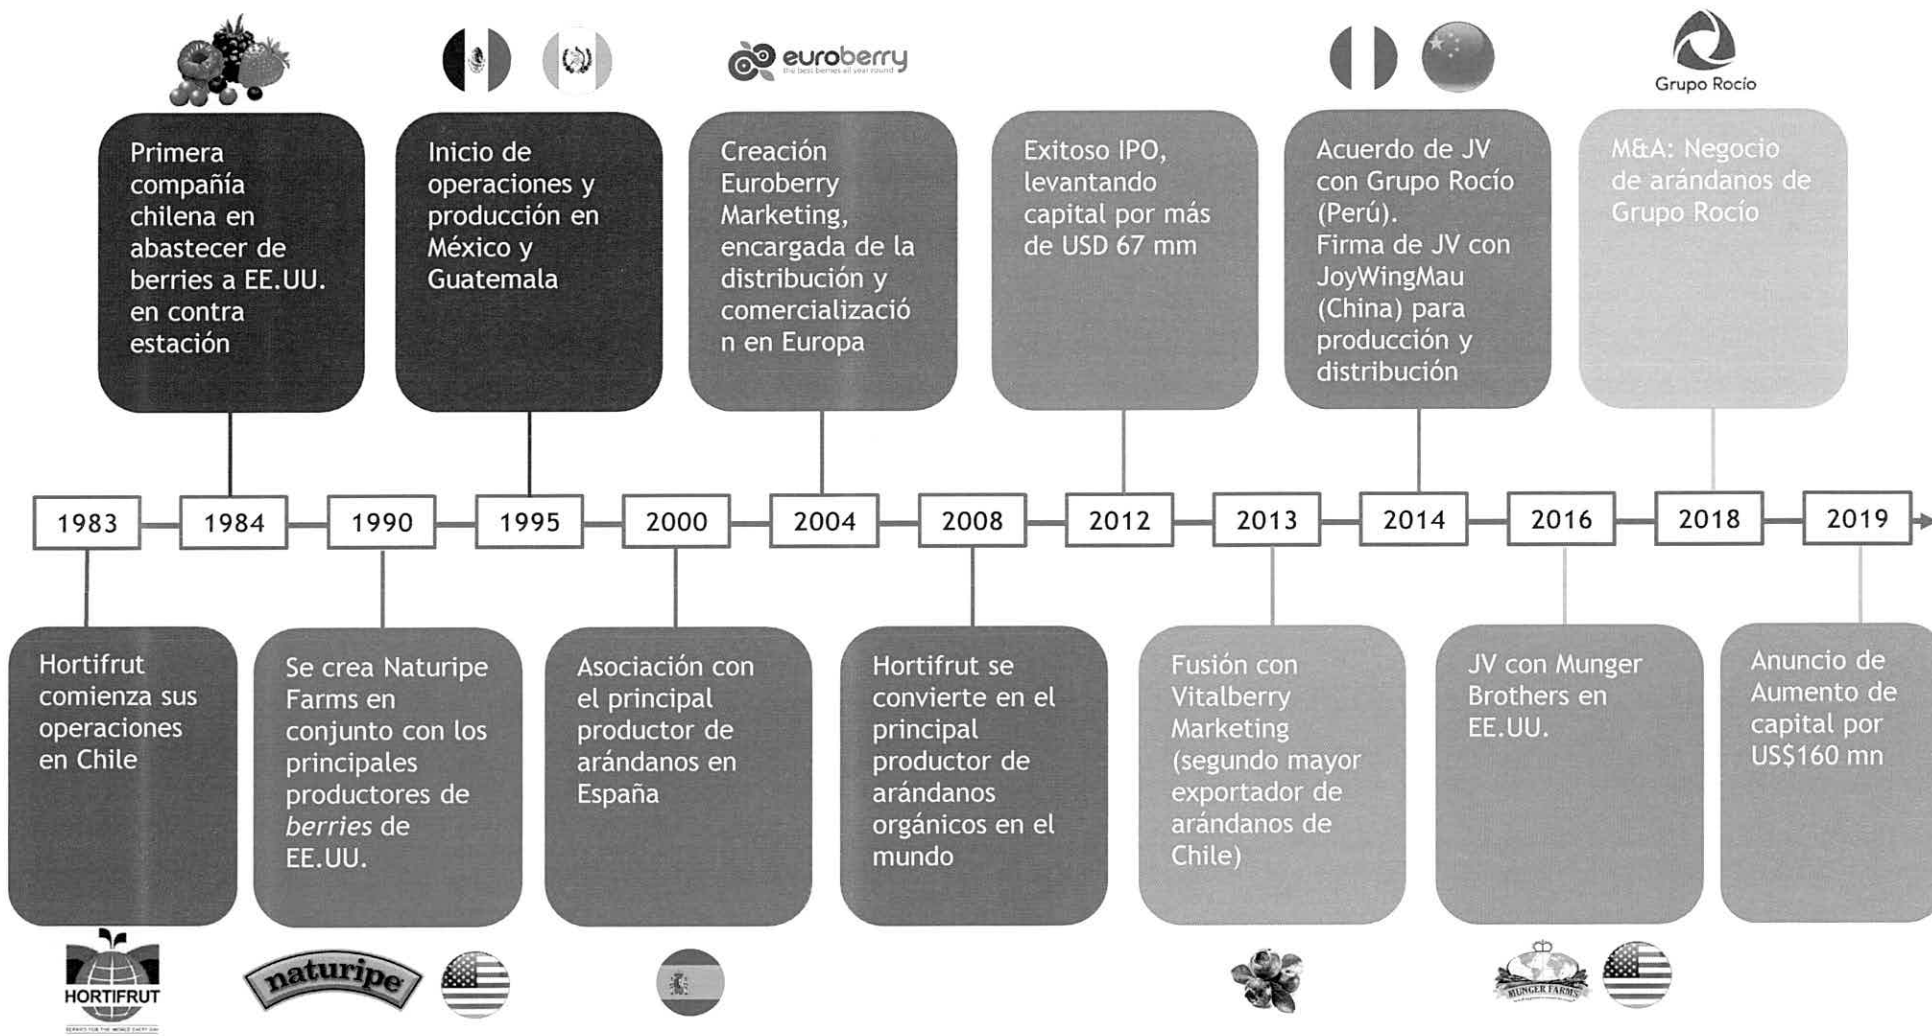 euroberry
the best berries all year round
Grupo Rocío
Primera
compañía
chilena en
abastecer de
berries a EE.UU.
en contra
estación
Inicio de
operaciones y
producción en
México y
Guatemala
Creación
Euroberry
Marketing,
encargada de la
distribución y
comercializació
n en Europa
Exitoso IPO,
levantando
capital por más
de USD 67 mm
Acuerdo de JV
con Grupo Rocío
(Perú).
Firma de JV con
JoyWingMau
(China) para
producción y
distribución
M&A: Negocio
de arándanos de
Grupo Rocío
1983
1984
1990
1995
2000
2004
2008
2012
2013
2014
2016
2018
2019
Hortifrut
comienza sus
operaciones
en Chile
Se crea Naturipe
Farms en
conjunto con los
principales
productores de
berries de
EE.UU.
Asociación con
el principal
productor de
arándanos en
España
Hortifrut se
convierte en el
principal
productor de
arándanos
orgánicos en el
mundo
Fusión con
Vitalberry
Marketing
(segundo mayor
exportador de
arándanos de
Chile)
JV con Munger
Brothers en
EE.UU.
Anuncio de
Aumento de
capital por
US$160 mn
HORTIFRUT
BERRIES FOR THE WORLD EVERY DAY
naturipe
MUNGER FARMS